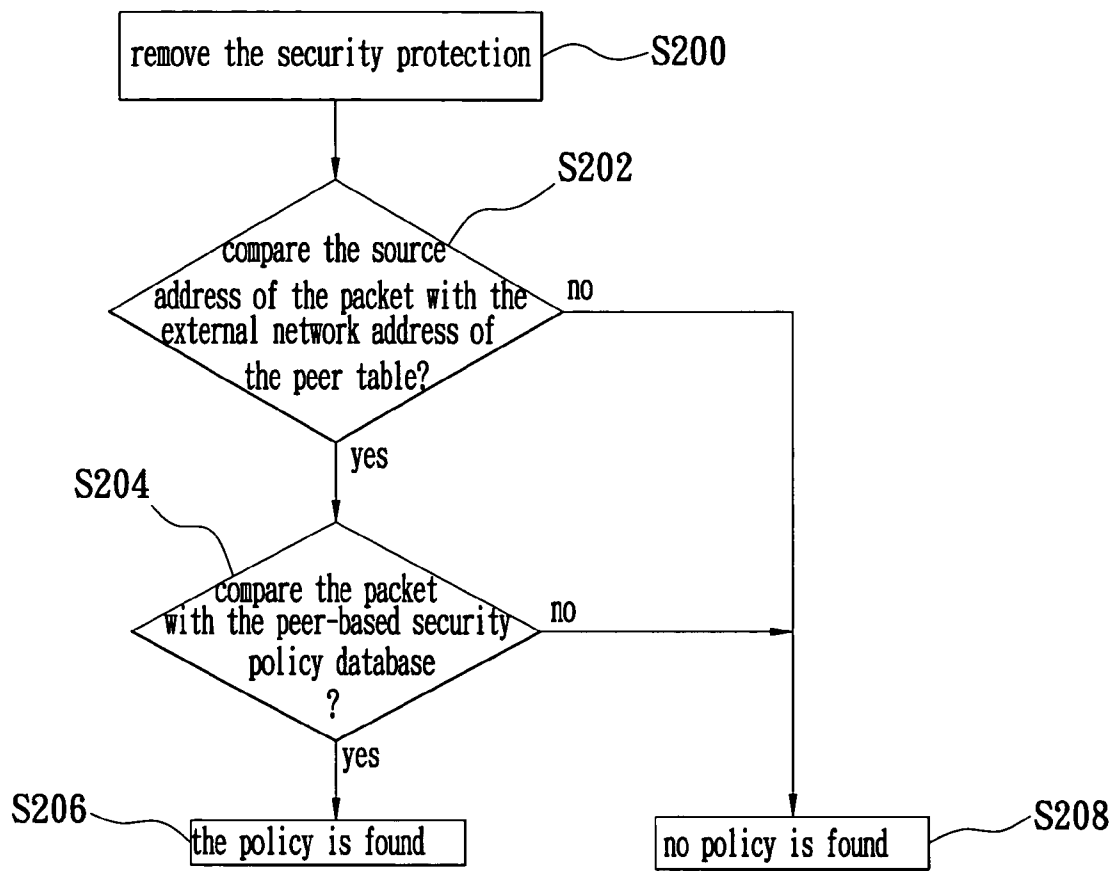 remove the security protection
S200
S202
compare the source
address of the packet with the
external network address of
the peer table?
no
yes
S204
compare the packet
with the peer-based security
policy database
?
no
yes
S206
the policy is found
no policy is found
S208